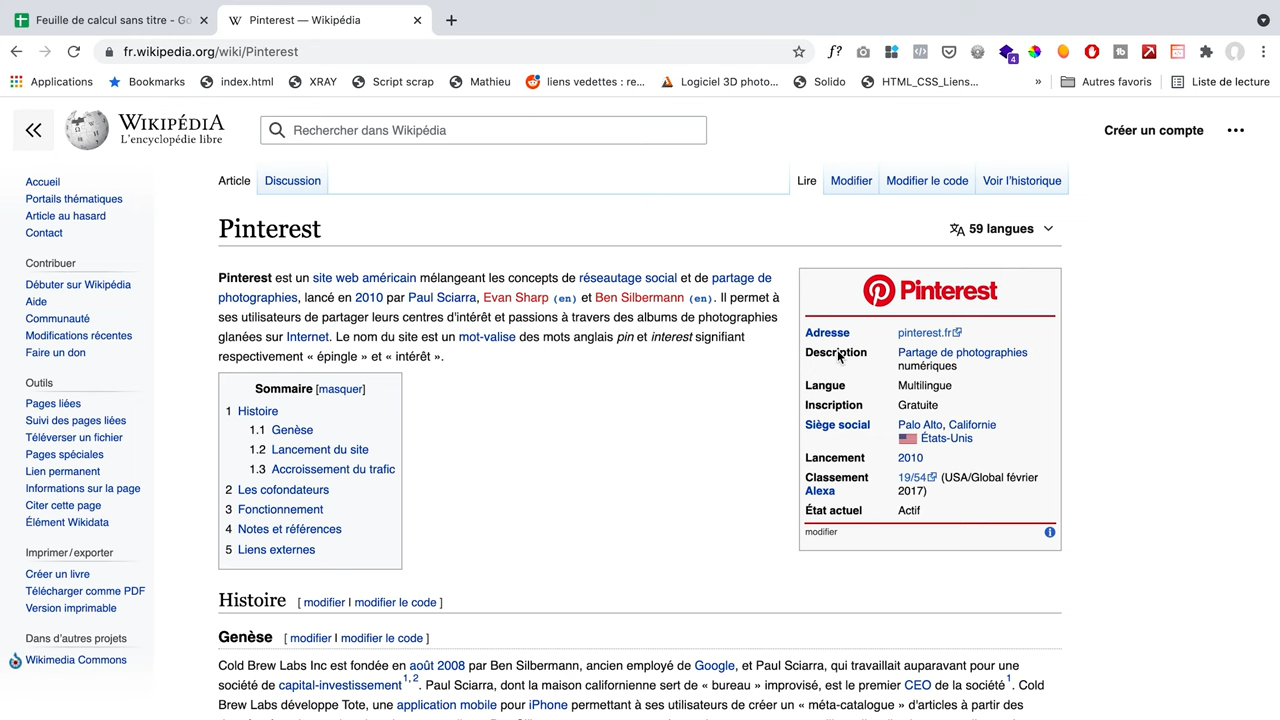 Feuille de calcul sans titre - Go
Pinterest — Wikipédia
fr.wikipedia.org/wiki/Pinterest
Applications
Bookmarks
index.html
XRAY
Script scrap
Mathieu
liens vedettes : re...
Logiciel 3D photo...
Solido
HTML_CSS_Liens...
»
Autres favoris
Liste de lecture
WIKIPÉDIA
L'encyclopédie libre
Rechercher dans Wikipédia
Créer un compte
Accueil
Portails thématiques
Article au hasard
Contact
Contribuer
Débuter sur Wikipédia
Aide
Communauté
Modifications récentes
Faire un don
Outils
Pages liées
Suivi des pages liées
Téléverser un fichier
Pages spéciales
Lien permanent
Informations sur la page
Citer cette page
Élément Wikidata
Imprimer/exporter
Créer un livre
Télécharger comme PDF
Version imprimable
Dans d'autres projets
Wikimedia Commons
Article
Discussion
Lire
Modifier
Modifier le code
Voir l'historique
Pinterest
59 langues
Pinterest est un site web américain mélangeant les concepts de réseautage social et de partage de
photographies, lancé en 2010 par Paul Sciarra, Evan Sharp (en) et Ben Silbermann (en). Il permet à
ses utilisateurs de partager leurs centres d'intérêt et passions à travers des albums de photographies
glanées sur Internet. Le nom du site est un mot-valise des mots anglais pin et interest signifiant
respectivement « épingle » et « intérêt ».
Sommaire [masquer]
1 Histoire
1.1 Genèse
1.2 Lancement du site
1.3 Accroissement du trafic
2 Les cofondateurs
3 Fonctionnement
4 Notes et références
5 Liens externes
Pinterest
Adresse pinterest.fr
Description Partage de photographies
numériques
Langue Multilingue
Inscription Gratuite
Siège social Palo Alto, Californie
États-Unis
Lancement 2010
Classement 19/54 (USA/Global février
Alexa 2017)
État actuel Actif
modifier
Histoire [ modifier | modifier le code ]
Genèse [ modifier | modifier le code ]
Cold Brew Labs Inc est fondée en août 2008 par Ben Silbermann, ancien employé de Google, et Paul Sciarra, qui travaillait auparavant pour une
société de capital-investissement1,2. Paul Sciarra, dont la maison californienne sert de « bureau » improvisé, est le premier CEO de la société1. Cold
Brew Labs développe Tote, une application mobile pour iPhone permettant à ses utilisateurs de créer un « méta-catalogue » d'articles à partir des